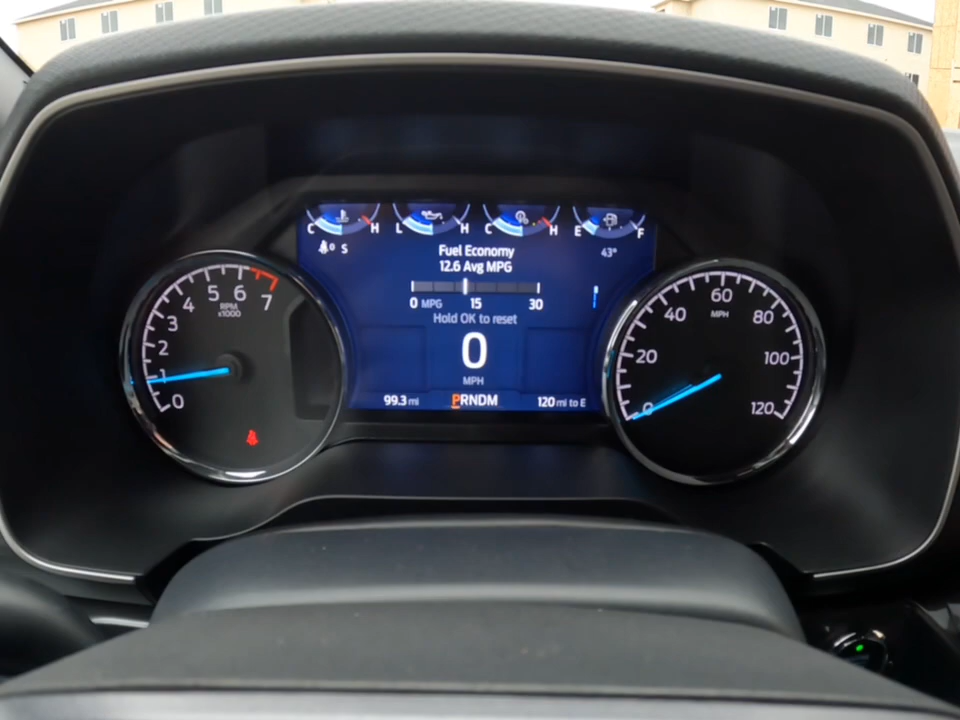 C H L H C H E F
0 S
Fuel Economy
43°
12.6 Avg MPG
0 MPG 15 30
Hold OK to reset
0
MPH
99.3 mi PRNDM 120 mi to E
0 1 2 3 4 5 6 7
RPM
x1000
0 20 40 60 80 100 120
MPH